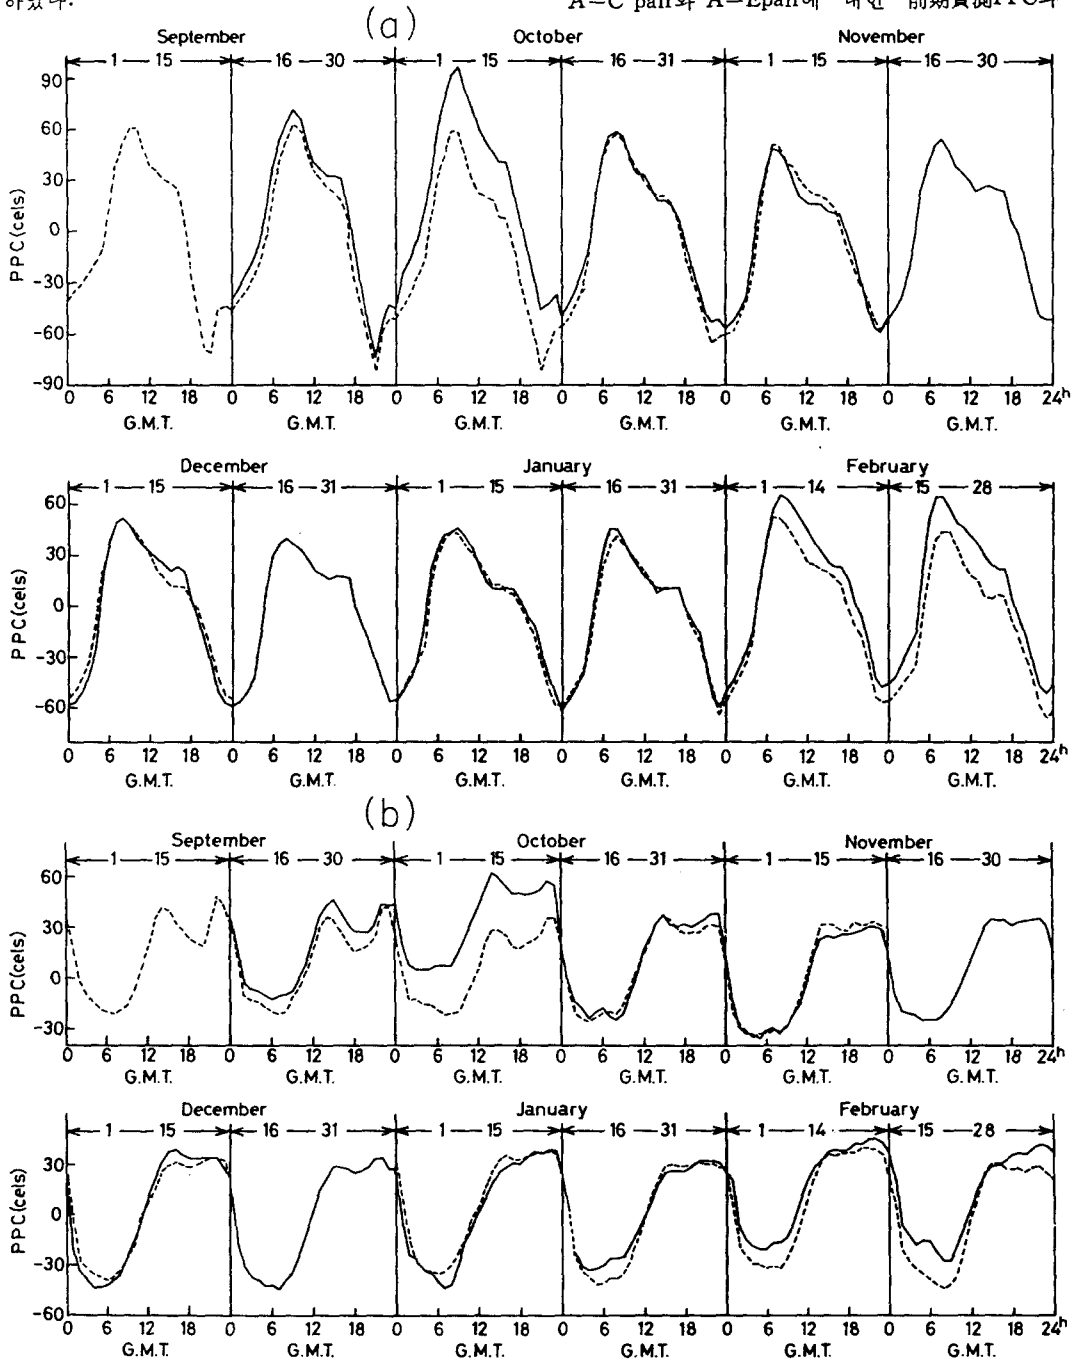 하였다.
A−C pair와 A−Epair에 대한 前期實測PPC와
(a)
September October November
1 — 15 16 — 30 1 — 15 16 — 31 1 — 15 16 — 30
PPC(cels)
90
60
30
0
-30
-60
-90
0 6 12 18 0 6 12 18 0 6 12 18 0 6 12 18 0 6 12 18 0 6 12 18 24h
G.M.T. G.M.T. G.M.T. G.M.T. G.M.T. G.M.T.
December January February
1 — 15 16 — 31 1 — 15 16 — 31 1 — 14 15 — 28
PPC(cels)
60
30
0
-30
-60
0 6 12 18 0 6 12 18 0 6 12 18 0 6 12 18 0 6 12 18 0 6 12 18 24h
G.M.T. G.M.T. G.M.T. G.M.T. G.M.T. G.M.T.
(b)
September October November
1 — 15 16 — 30 1 — 15 16 — 31 1 — 15 16 — 30
PPC(cels)
60
30
0
-30
0 6 12 18 0 6 12 18 0 6 12 18 0 6 12 18 0 6 12 18 0 6 12 18 24h
G.M.T. G.M.T. G.M.T. G.M.T. G.M.T. G.M.T.
December January February
1 — 15 16 — 31 1 — 15 16 — 31 1 — 14 15 — 28
PPC(cels)
30
0
-30
-60
0 6 12 18 0 6 12 18 0 6 12 18 0 6 12 18 0 6 12 18 0 6 12 18 24h
G.M.T. G.M.T. G.M.T. G.M.T. G.M.T. G.M.T.